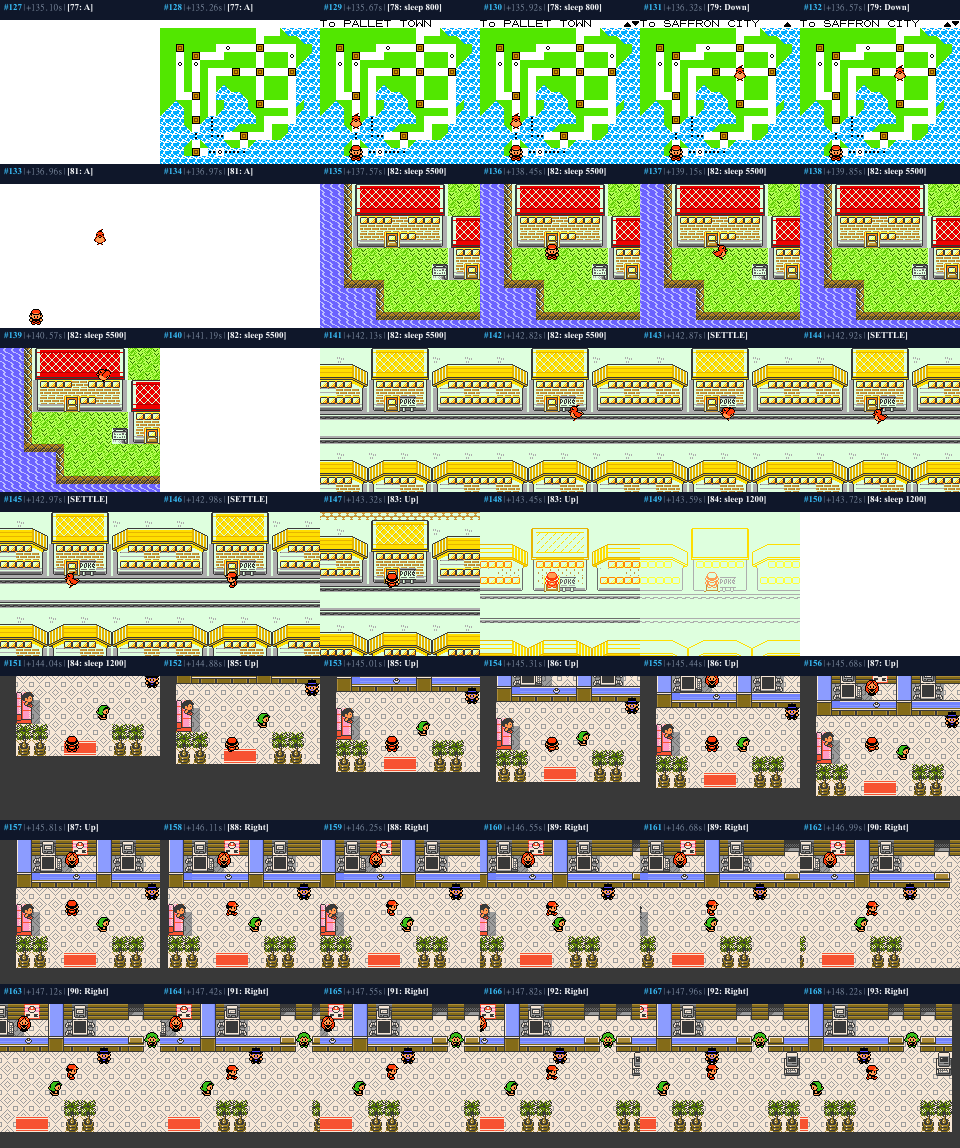 #127|+135.10s|[77: A]
#128|+135.26s|[77: A]
#129|+135.67s|[78: sleep 800]
#130|+135.92s|[78: sleep 800]
#131|+136.32s|[79: Down]
#132|+136.57s|[79: Down]
To PALLET TOWN
To PALLET TOWN
To SAFFRON CITY
To SAFFRON CITY
#133|+136.96s|[81: A]
#134|+136.97s|[81: A]
#135|+137.57s|[82: sleep 5500]
#136|+138.45s|[82: sleep 5500]
#137|+139.15s|[82: sleep 5500]
#138|+139.85s|[82: sleep 5500]
#139|+140.57s|[82: sleep 5500]
#140|+141.19s|[82: sleep 5500]
#141|+142.13s|[82: sleep 5500]
#142|+142.82s|[82: sleep 5500]
#143|+142.87s|[SETTLE]
#144|+142.92s|[SETTLE]
POKé
POKé
POKé
POKé
#145|+142.97s|[SETTLE]
#146|+142.98s|[SETTLE]
#147|+143.32s|[83: Up]
#148|+143.45s|[83: Up]
#149|+143.59s|[84: sleep 1200]
#150|+143.72s|[84: sleep 1200]
POKé
POKé
POKé
POKé
POKé
#151|+144.04s|[84: sleep 1200]
#152|+144.88s|[85: Up]
#153|+145.01s|[85: Up]
#154|+145.31s|[86: Up]
#155|+145.44s|[86: Up]
#156|+145.68s|[87: Up]
#157|+145.81s|[87: Up]
#158|+146.11s|[88: Right]
#159|+146.25s|[88: Right]
#160|+146.55s|[89: Right]
#161|+146.68s|[89: Right]
#162|+146.99s|[90: Right]
#163|+147.12s|[90: Right]
#164|+147.42s|[91: Right]
#165|+147.55s|[91: Right]
#166|+147.82s|[92: Right]
#167|+147.96s|[92: Right]
#168|+148.22s|[93: Right]